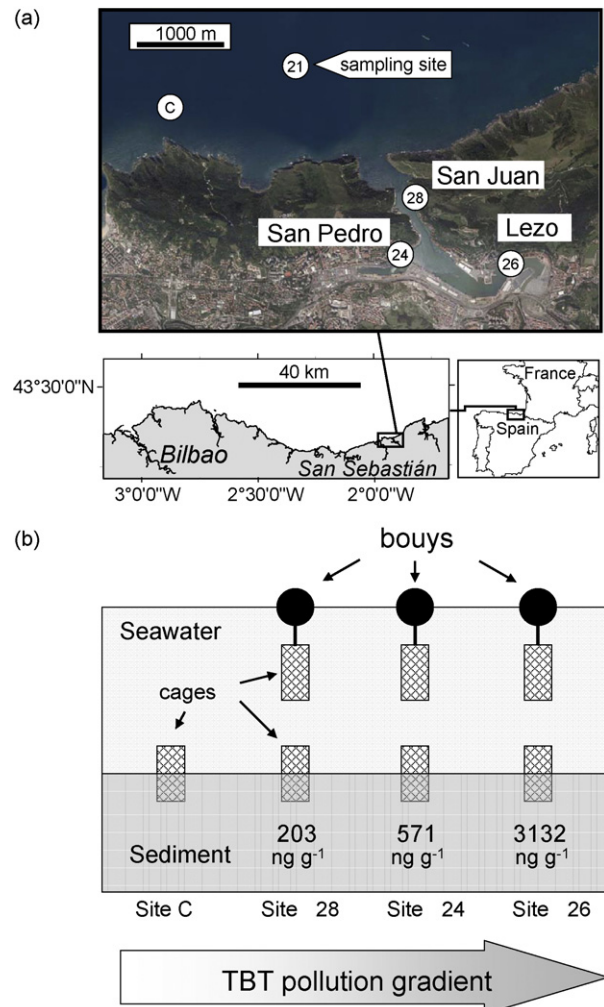 (a)
1000 m
21
sampling site
C
San Juan
28
San Pedro
Lezo
24
26
43°30'0"N
40 km
France
Spain
Bilbao
San Sebastián
3°0'0"W
2°30'0"W
2°0'0"W
(b)
bouys
Seawater
cages
203
571
3132
ng g-1
ng g-1
ng g-1
Sediment
Site C
Site 28
Site 24
Site 26
TBT pollution gradient